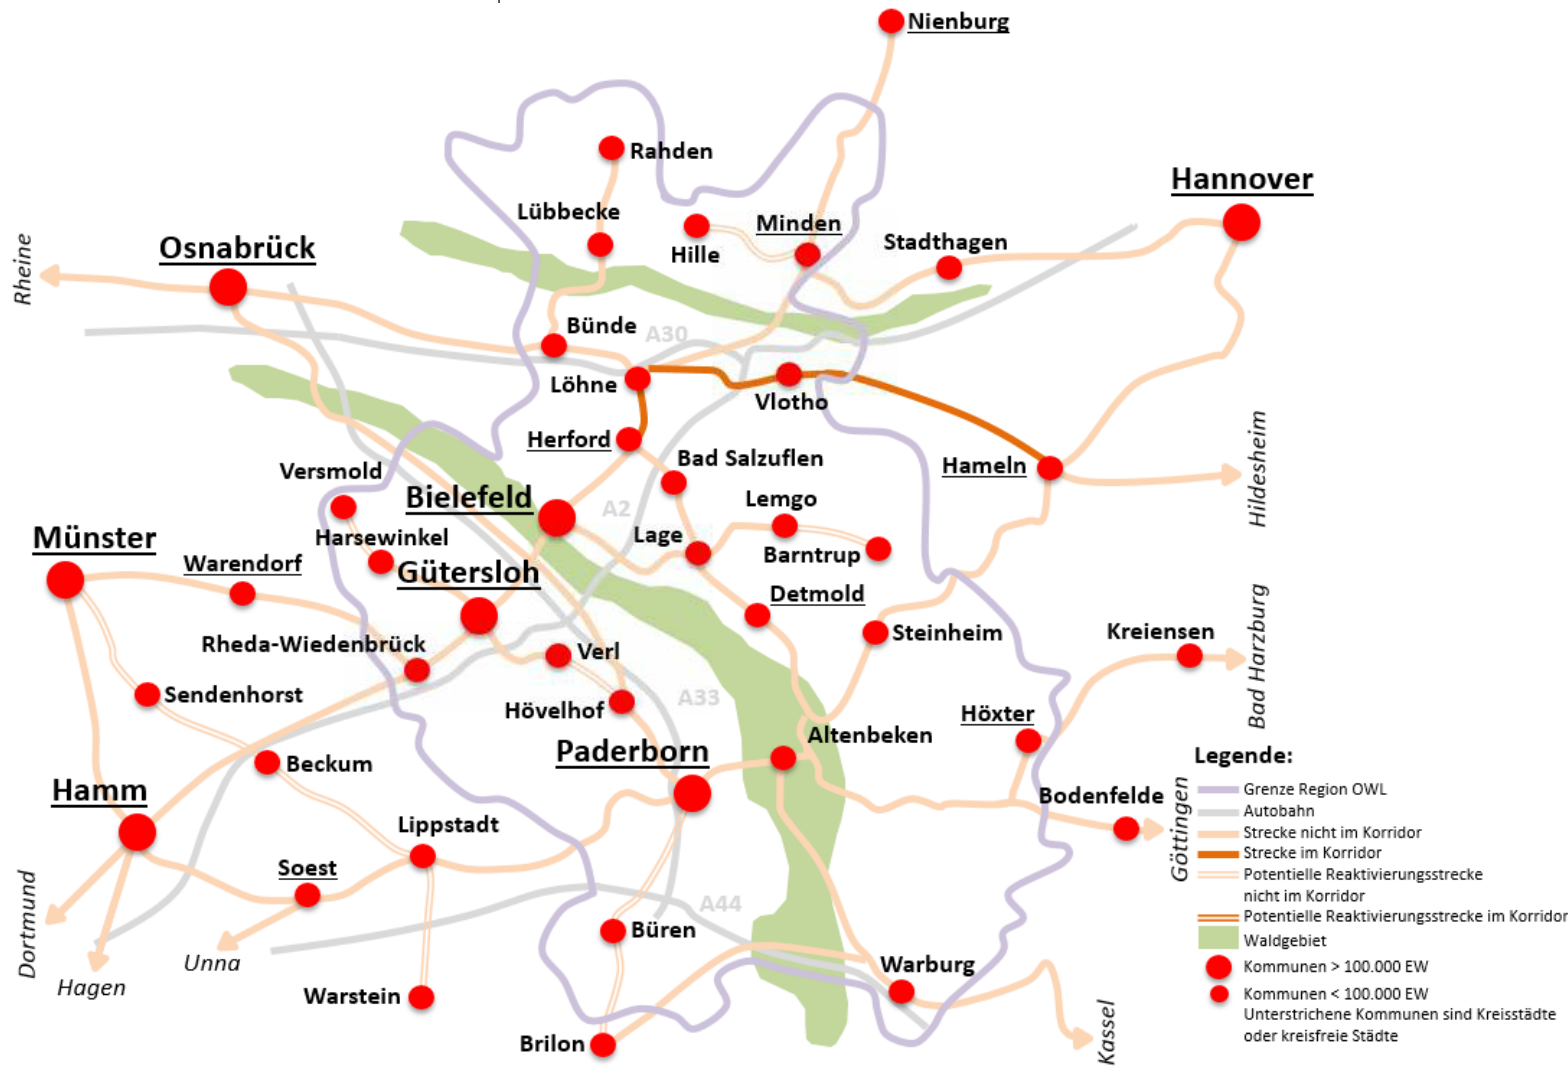 Nienburg
Rahden
Hannover
Lübbecke
Minden
Stadthagen
Osnabrück
Hille
Rheine
Bünde
A30
Löhne
Vlotho
Herford
Bad Salzuflen
Hameln
Hildesheim
Versmold
Bielefeld
Lemgo
A2
Harsewinkel
Lage
Barntrup
Münster
Warendorf
Gütersloh
Detmold
Steinheim
Kreiensen
Bad Harzburg
Rheda-Wiedenbrück
Verl
Sendenhorst
Hövelhof
A33
Höxter
Altenbeken
Paderborn
Beckum
Hamm
Bodenfelde
Göttingen
Lippstadt
Soest
A44
Dortmund
Hagen
Unna
Büren
Warburg
Warstein
Brilon
Kassel
Legende:
Grenze Region OWL
Autobahn
Strecke nicht im Korridor
Strecke im Korridor
Potentielle Reaktivierungsstrecke
nicht im Korridor
Potentielle Reaktivierungsstrecke im Korridor
Waldgebiet
Kommunen > 100.000 EW
Kommunen < 100.000 EW
Unterstrichene Kommunen sind Kreisstädte
oder kreisfreie Städte